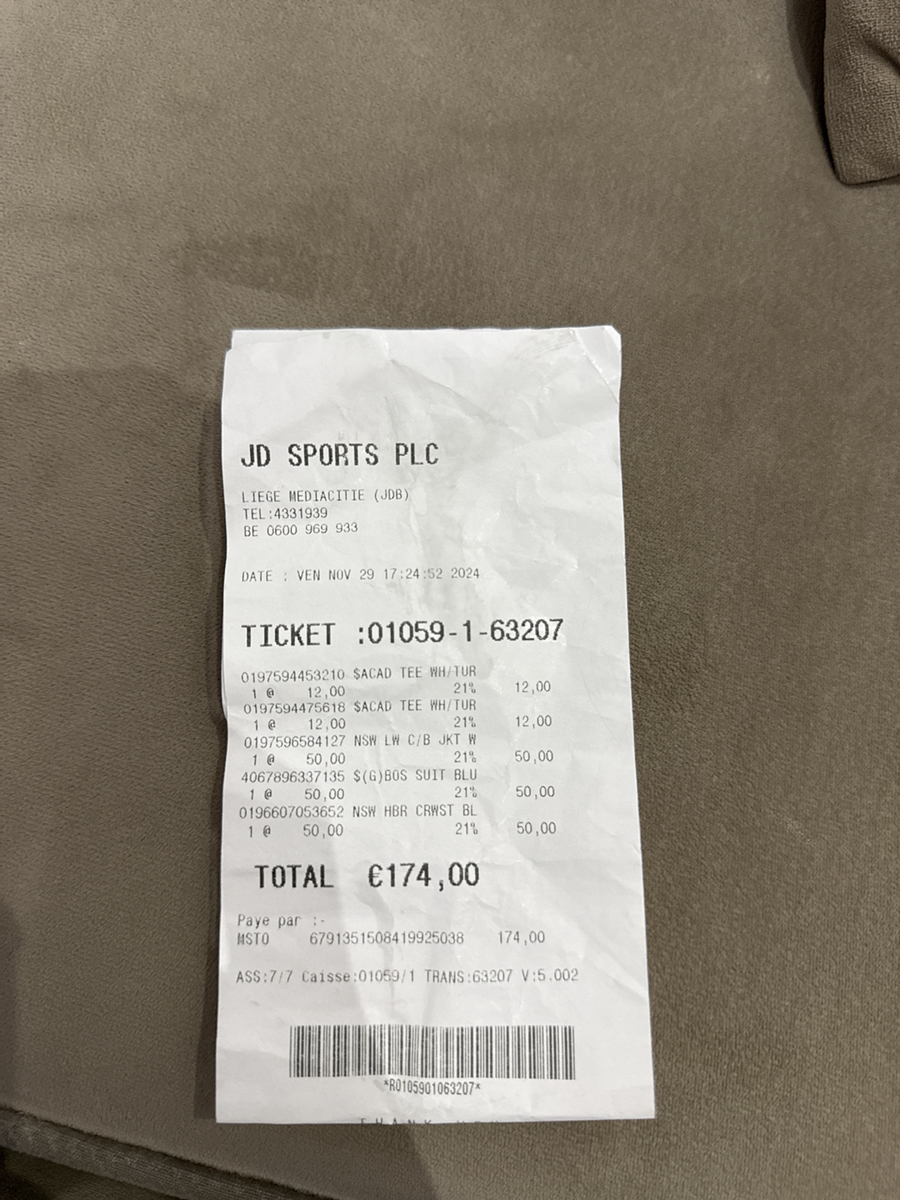 JD SPORTS PLC
LIEGE MEDIACITIE (JDB)
TEL:4331939
BE 0600 969 933
DATE : VEN NOV 29 17:24:52 2024
TICKET :01059-1-63207
0197594453210 $ACAD TEE WH/TUR
1 @ 12,00 21% 12,00
0197594475618 $ACAD TEE WH/TUR
1 @ 12,00 21% 12,00
0197596584127 NSW LW C/B JKT W
1 @ 50,00 21% 50,00
4067896337135 $(G)BOS SUIT BLU
1 @ 50,00 21% 50,00
0196607053652 NSW HBR CRWST BL
1 @ 50,00 21% 50,00
TOTAL €174,00
Paye par :-
MSTO 6791351508419925038 174,00
ASS:7/7 Caisse:01059/1 TRANS:63207 V:5.002
*R0105901063207*